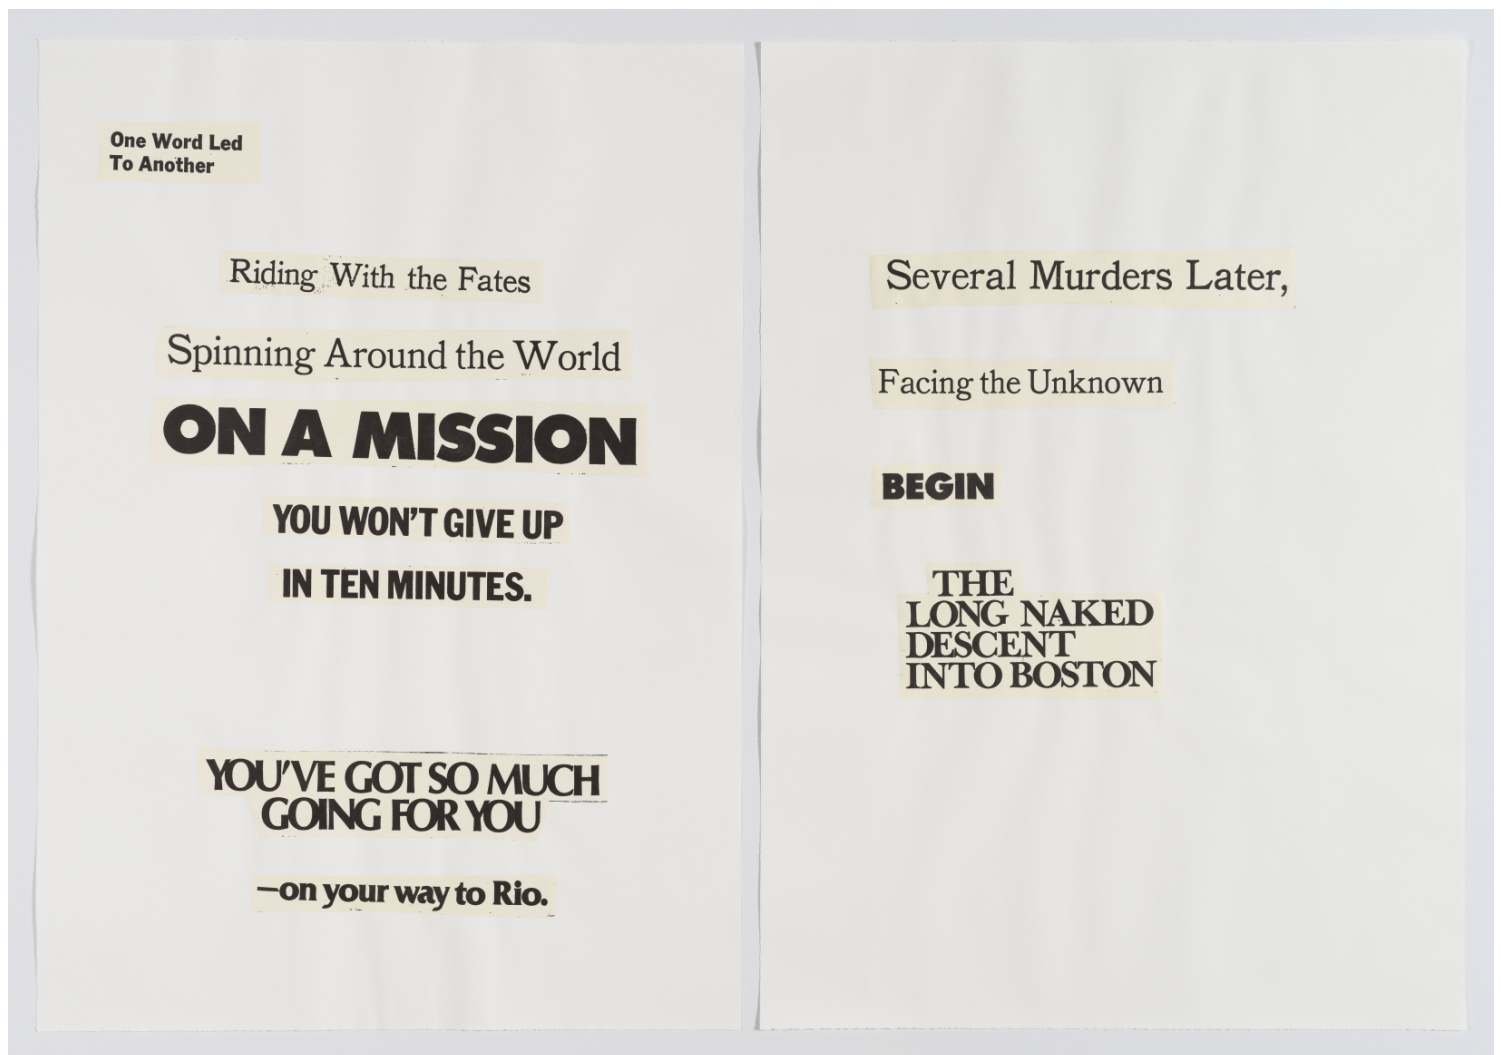 One Word Led
To Another
Riding With the Fates
Spinning Around the World
ON A MISSION
YOU WON'T GIVE UP
IN TEN MINUTES.
YOU'VE GOT SO MUCH
GOING FOR YOU
—on your way to Rio.
Several Murders Later,
Facing the Unknown
BEGIN
THE
LONG NAKED
DESCENT
INTO BOSTON